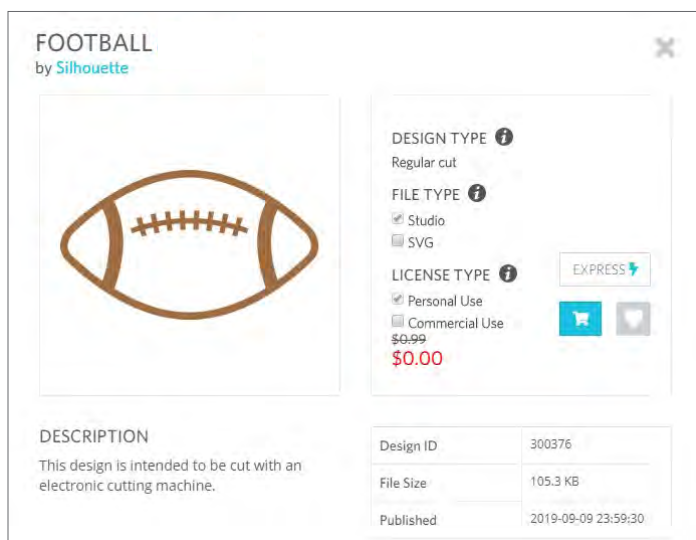 FOOTBALL
by Silhouette
DESIGN TYPE
Regular cut
FILE TYPE
Studio
SVG
LICENSE TYPE
Personal Use
Commercial Use
$0.99
$0.00
EXPRESS
DESCRIPTION
This design is intended to be cut with an
electronic cutting machine.
Design ID 300376
File Size 105.3 KB
Published 2019-09-09 23:59:30